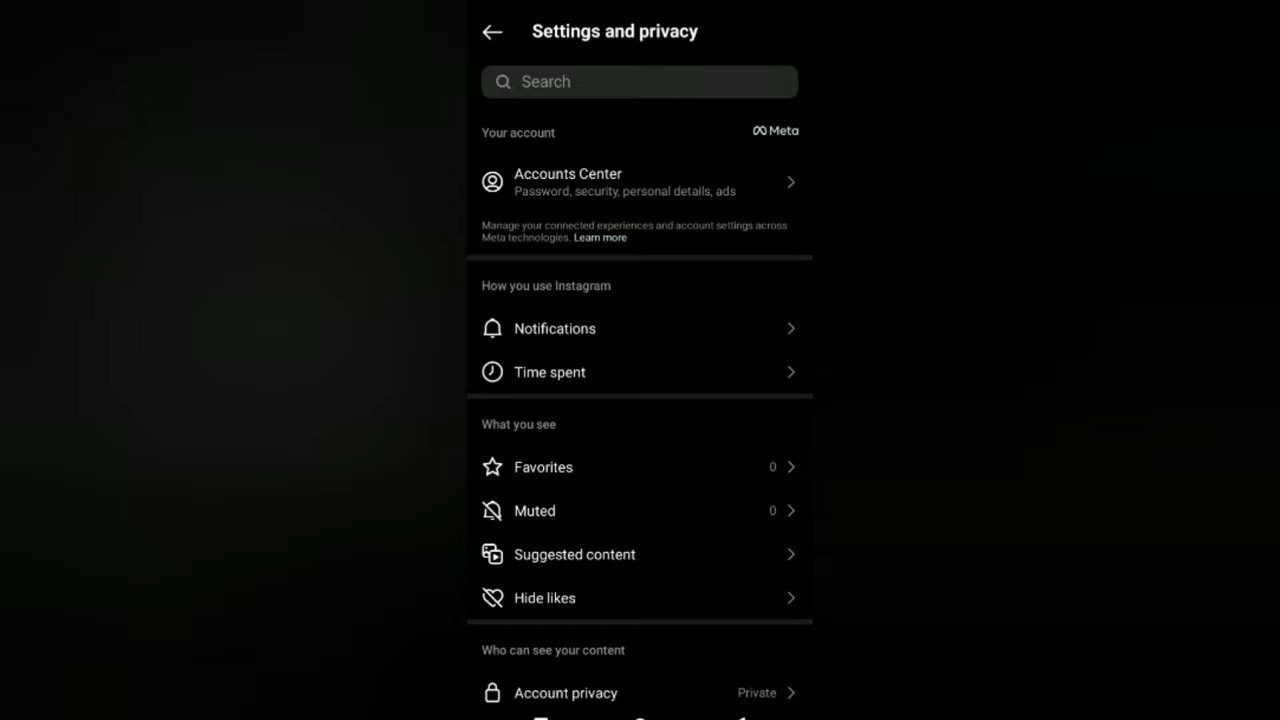 Settings and privacy
Search
Your account
Meta
Accounts Center
Password, security, personal details, ads
Manage your connected experiences and account settings across
Meta technologies. Learn more
How you use Instagram
Notifications
Time spent
What you see
Favorites 0
Muted 0
Suggested content
Hide likes
Who can see your content
Account privacy Private